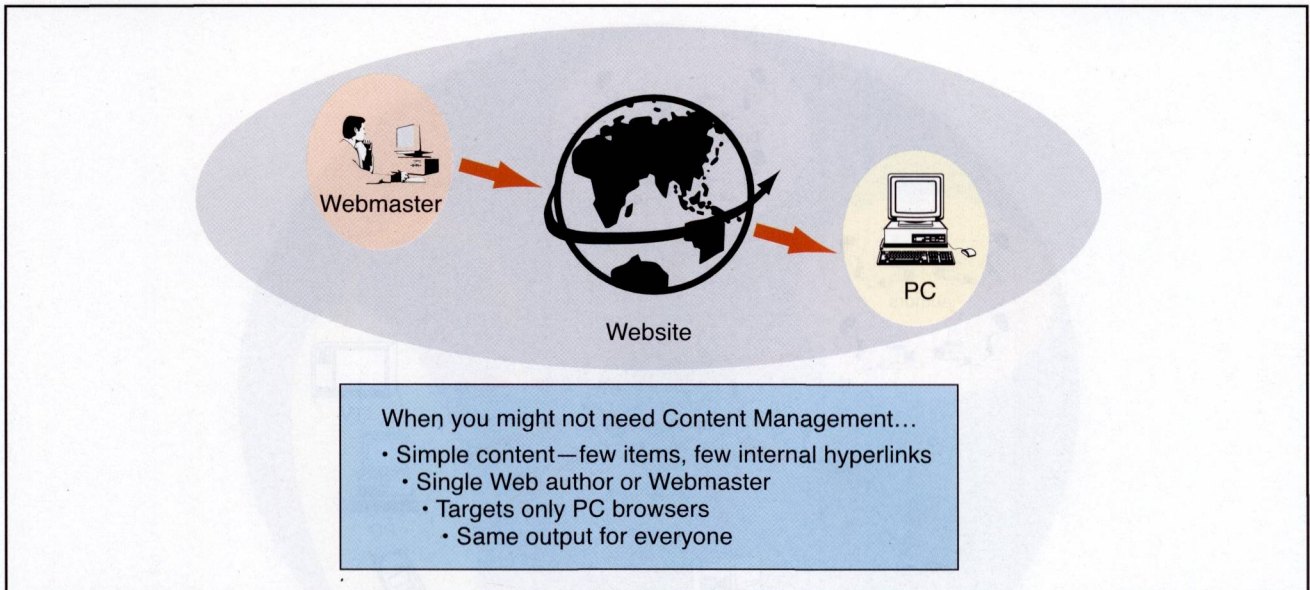 Webmaster
Website
PC
When you might not need Content Management…
• Simple content—few items, few internal hyperlinks
• Single Web author or Webmaster
• Targets only PC browsers
• Same output for everyone